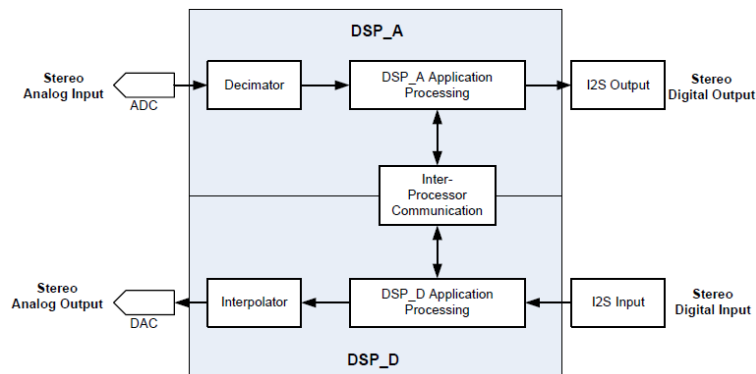 DSP_A
Stereo
Analog Input
ADC
Decimator
DSP_A Application
Processing
I2S Output
Stereo
Digital Output
Inter-
Processor
Communication
Stereo
Analog Output
DAC
Interpolator
DSP_D Application
Processing
I2S Input
Stereo
Digital Input
DSP_D